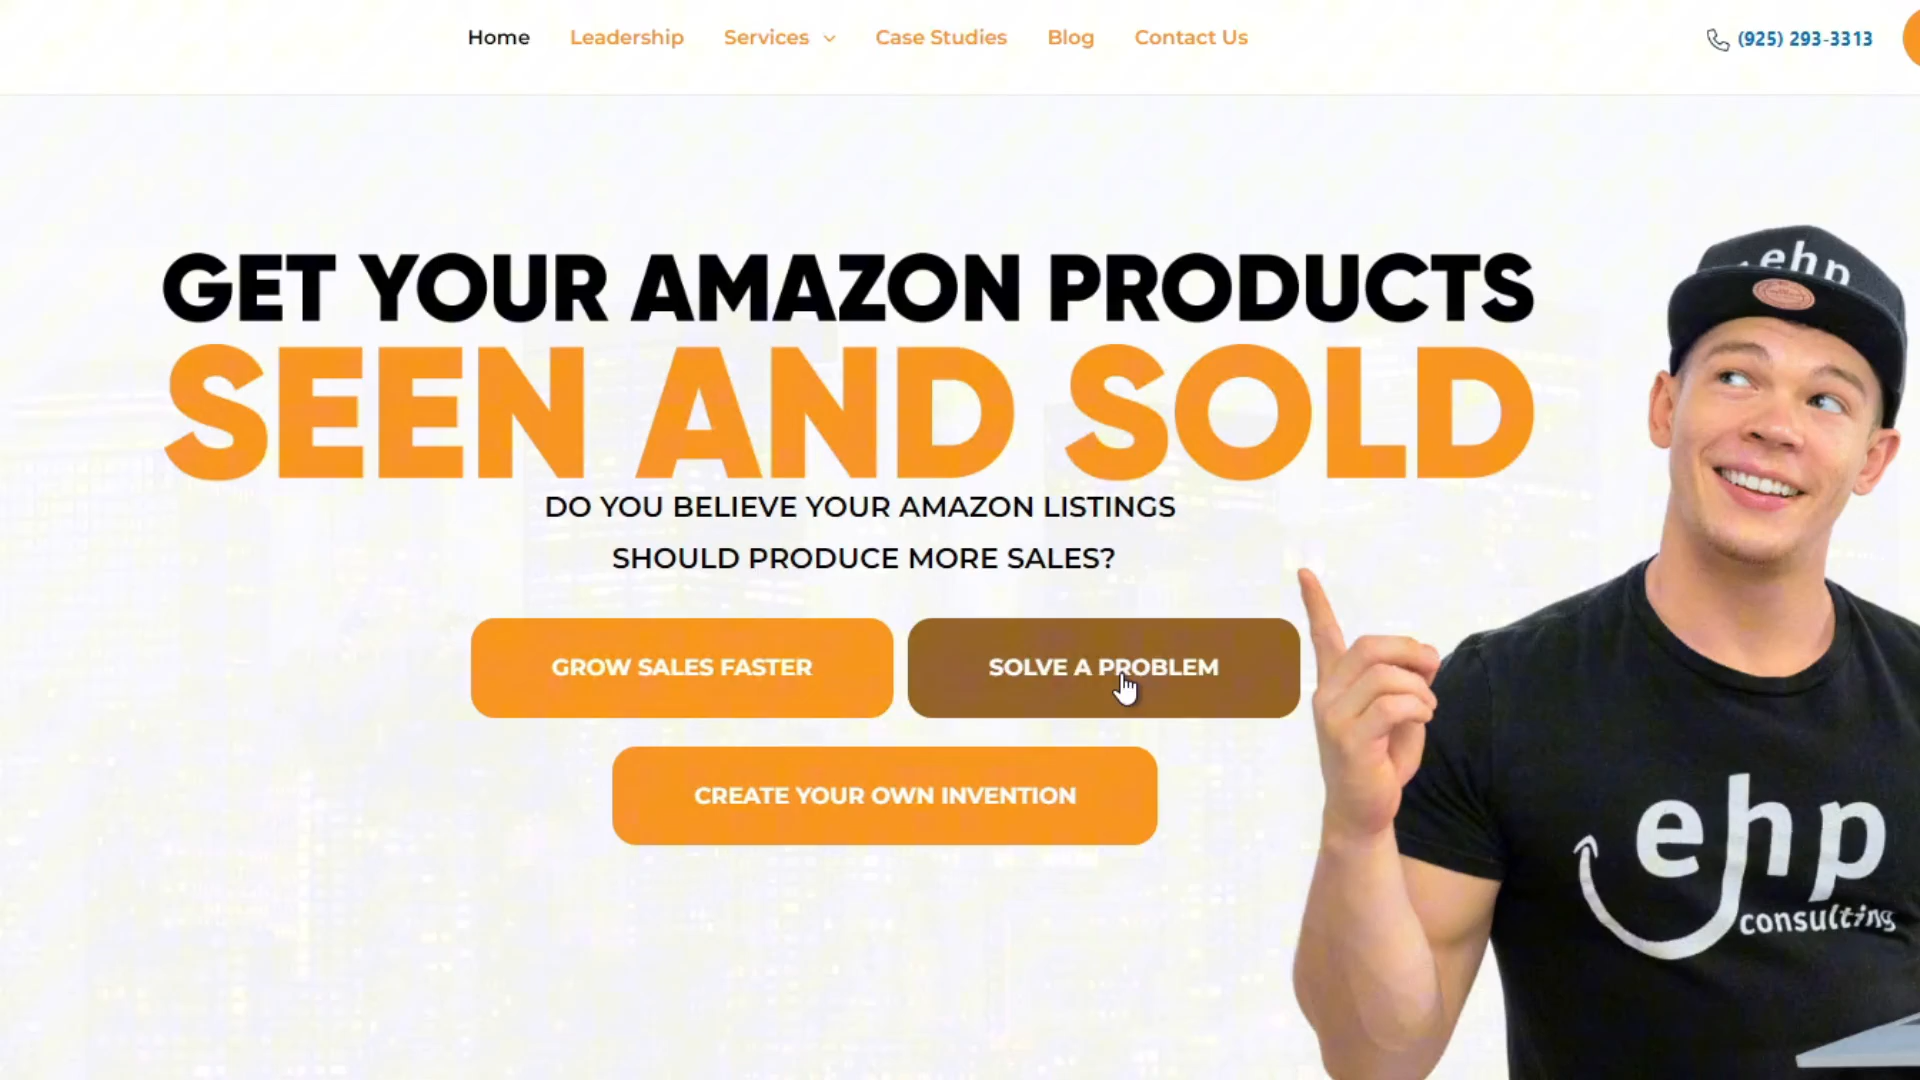 Home Leadership Services Case Studies Blog Contact Us (925) 293-3313
GET YOUR AMAZON PRODUCTS
SEEN AND SOLD
DO YOU BELIEVE YOUR AMAZON LISTINGS
SHOULD PRODUCE MORE SALES?
GROW SALES FASTER SOLVE A PROBLEM
CREATE YOUR OWN INVENTION
ehp
ehp
consulting